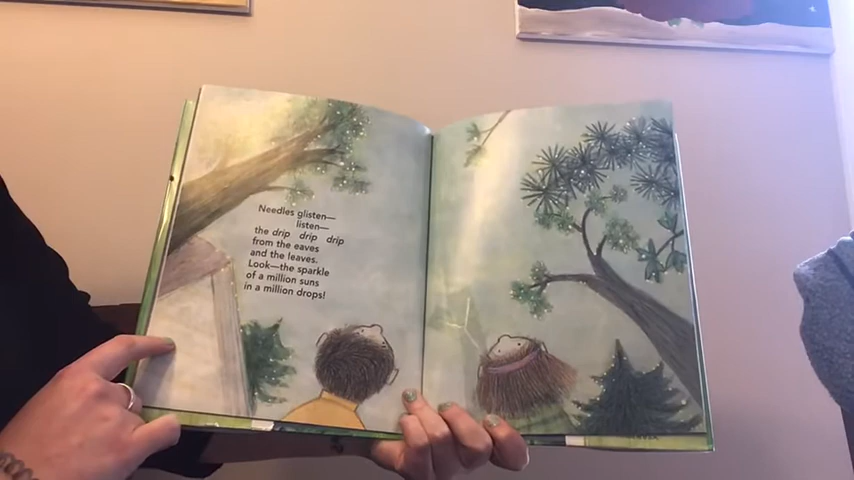 Needles glisten—
listen—
the drip drip drip
from the eaves
and the leaves.
Look—the sparkle
of a million suns
in a million drops!